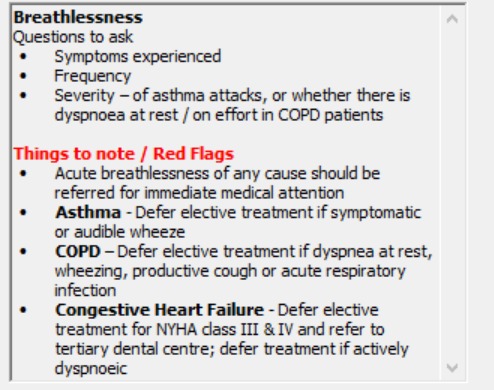 Breathlessness
Questions to ask
• Symptoms experienced
• Frequency
• Severity – of asthma attacks, or whether there is
dyspnoea at rest / on effort in COPD patients
Things to note / Red Flags
• Acute breathlessness of any cause should be
referred for immediate medical attention
• Asthma - Defer elective treatment if symptomatic
or audible wheeze
• COPD – Defer elective treatment if dyspnea at rest,
wheezing, productive cough or acute respiratory
infection
• Congestive Heart Failure - Defer elective
treatment for NYHA class III & IV and refer to
tertiary dental centre; defer treatment if actively
dyspnoeic